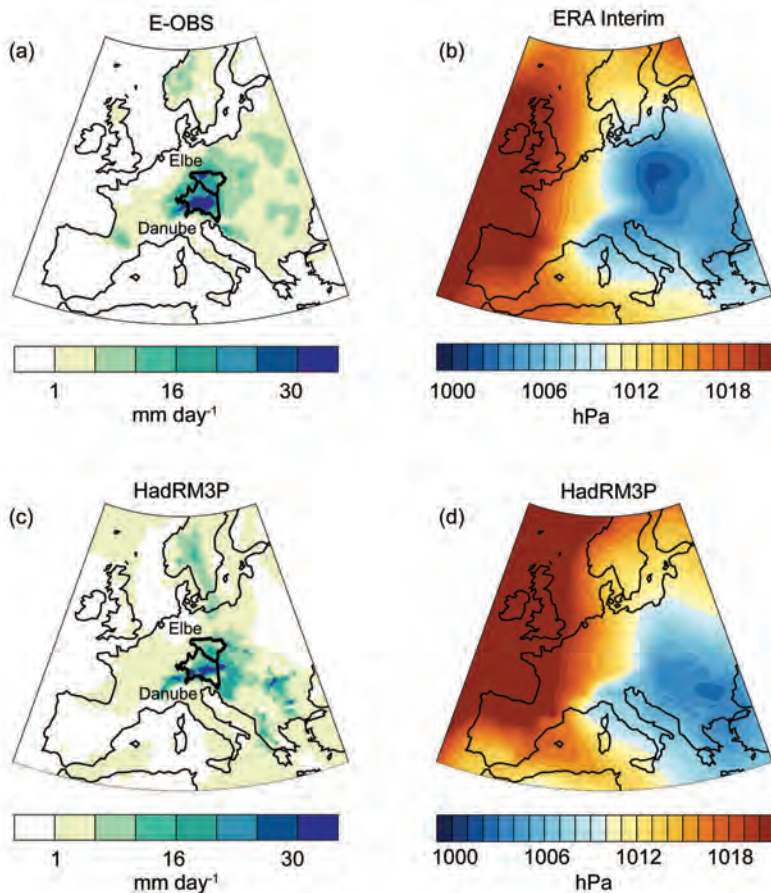 E-OBS
ERA Interim
(a)
(b)
Elbe
Danube
1 16 30
mm day-1
1000 1006 1012 1018
hPa
HadRM3P
HadRM3P
(c)
(d)
Elbe
Danube
1 16 30
mm day-1
1000 1006 1012 1018
hPa